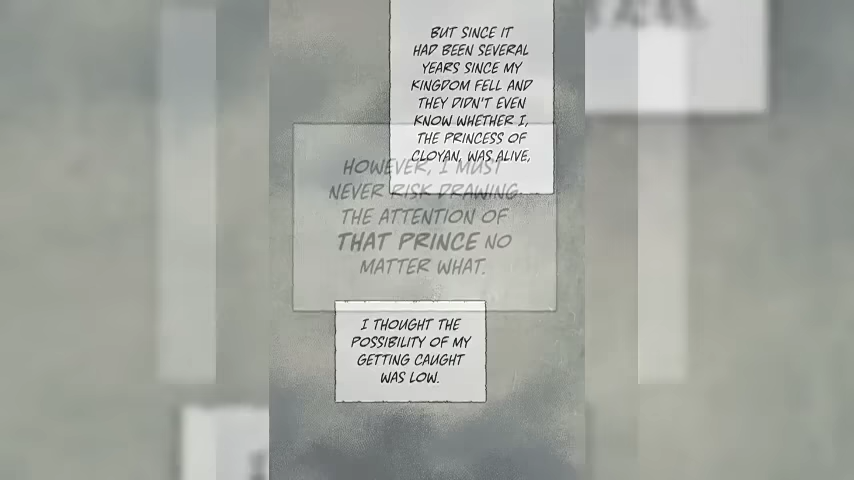 BUT SINCE IT
HAD BEEN SEVERAL
YEARS SINCE MY
KINGDOM FELL AND
THEY DIDN'T EVEN
KNOW WHETHER I,
THE PRINCESS OF
CLOYAN, WAS ALIVE,
HOWEVER, I MUST
NEVER RISK DRAWING
THE ATTENTION OF
THAT PRINCE NO
MATTER WHAT.
I THOUGHT THE
POSSIBILITY OF MY
GETTING CAUGHT
WAS LOW.